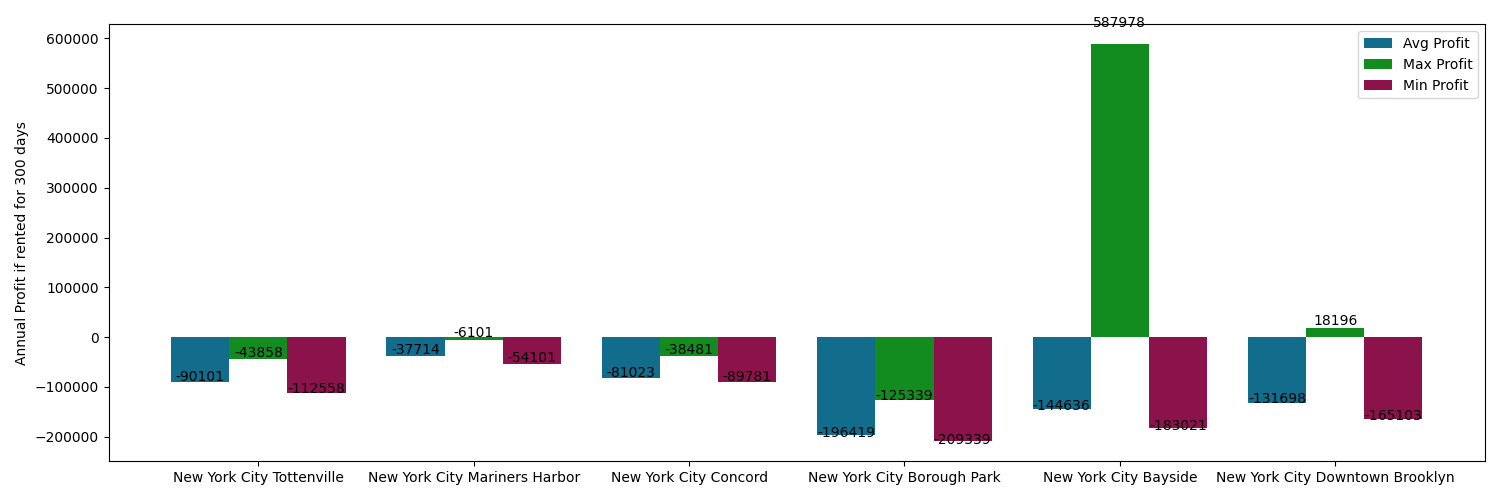 587978
600000
500000
400000
300000
200000
100000
0
−100000
−200000
Annual Profit if rented for 300 days
Avg Profit
Max Profit
Min Profit
-90101
-43858
-112558
-37714
-6101
-54101
-81023
-38481
-89781
-196419
-125339
-209339
-144636
-183021
-131698
18196
-165103
New York City Tottenville
New York City Mariners Harbor
New York City Concord
New York City Borough Park
New York City Bayside
New York City Downtown Brooklyn